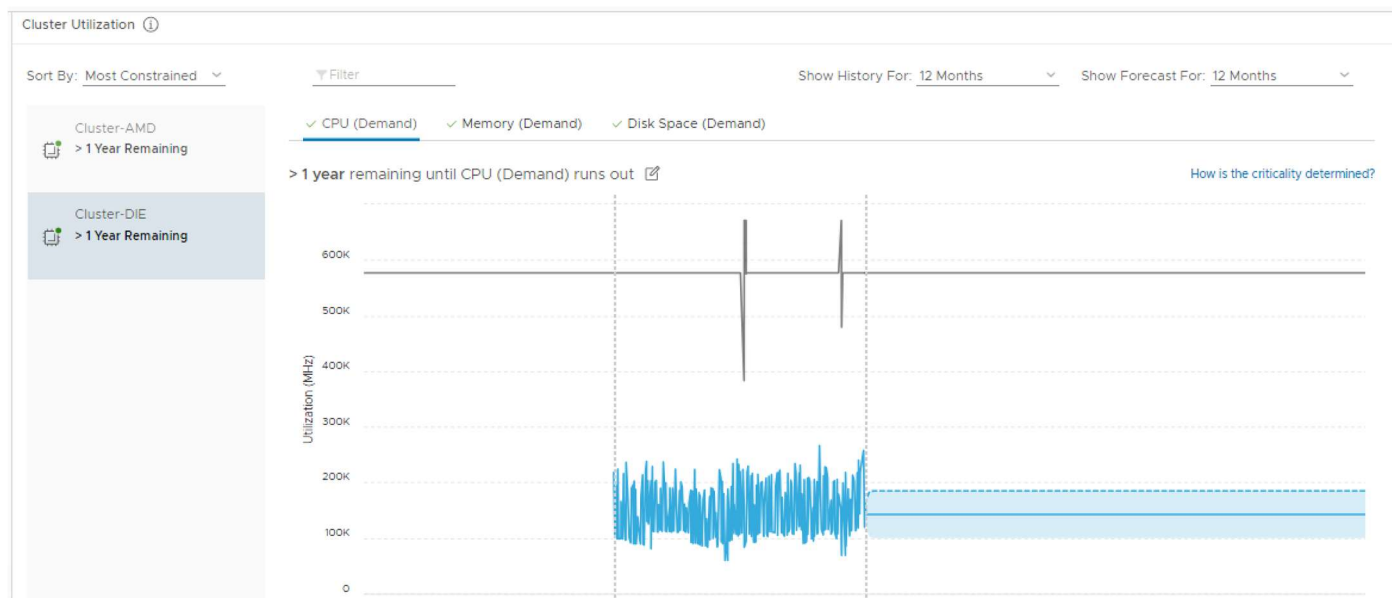 Cluster Utilization
Sort By: Most Constrained
Filter
Show History For: 12 Months
Show Forecast For: 12 Months
Cluster-AMD
> 1 Year Remaining
Cluster-DIE
> 1 Year Remaining
CPU (Demand)
Memory (Demand)
Disk Space (Demand)
> 1 year remaining until CPU (Demand) runs out
How is the criticality determined?
Utilization (MHz)
600K
500K
400K
300K
200K
100K
0